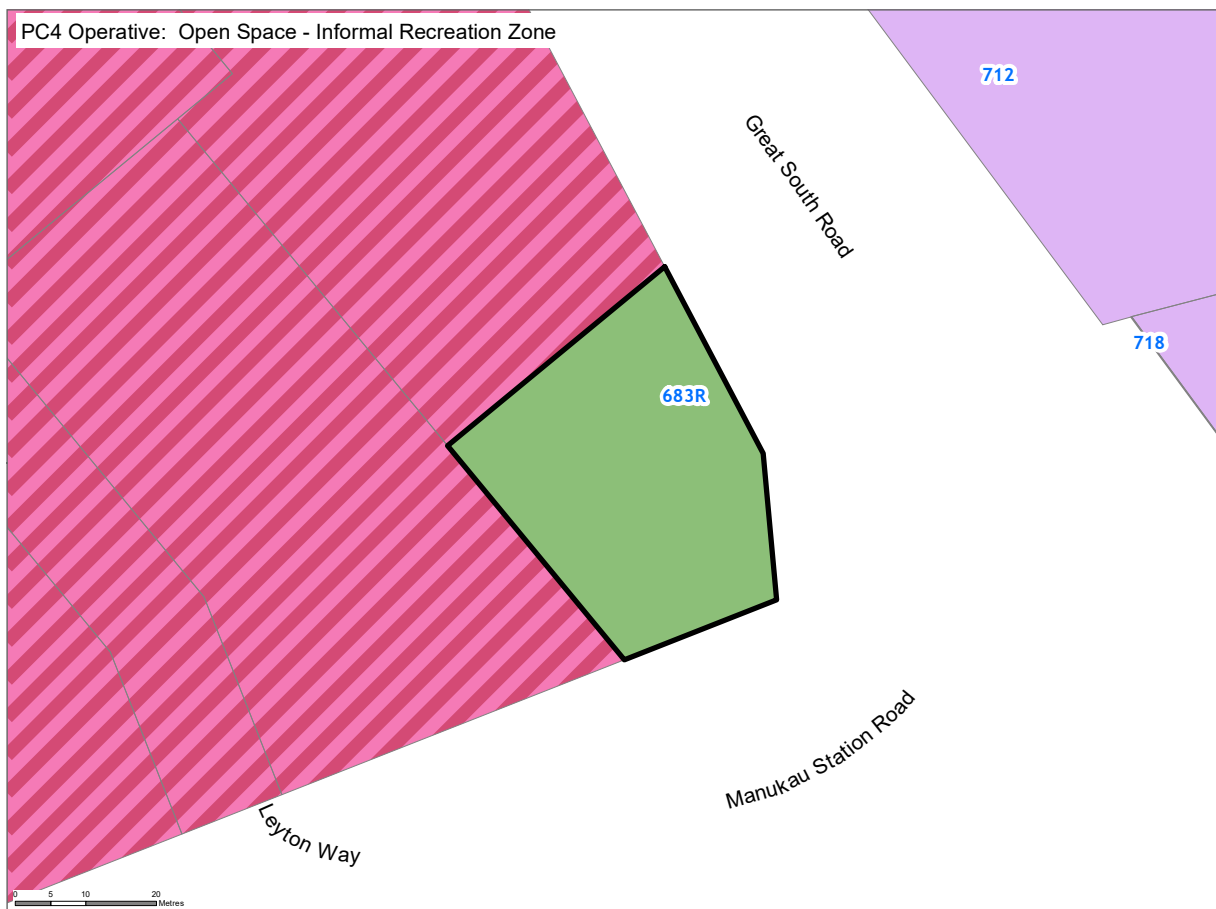 PC4 Operative:  Open Space - Informal Recreation Zone
712
Great South Road
718
683R
Manukau Station Road
Leyton Way
0 5 10 20
Metres